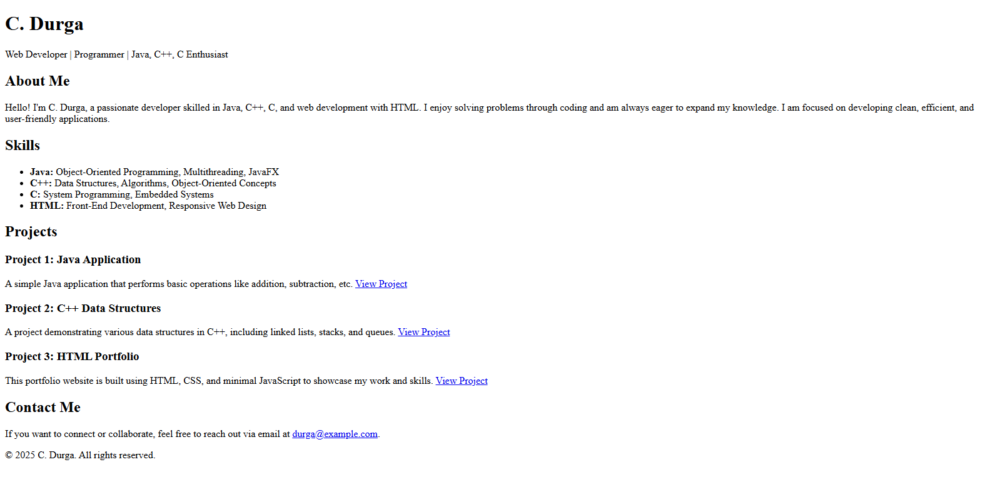 C. Durga
Web Developer | Programmer | Java, C++, C Enthusiast
About Me
Hello! I'm C. Durga, a passionate developer skilled in Java, C++, C, and web development with HTML. I enjoy solving problems through coding and am always eager to expand my knowledge. I am focused on developing clean, efficient, and
user-friendly applications.
Skills
• Java: Object-Oriented Programming, Multithreading, JavaFX
• C++: Data Structures, Algorithms, Object-Oriented Concepts
• C: System Programming, Embedded Systems
• HTML: Front-End Development, Responsive Web Design
Projects
Project 1: Java Application
A simple Java application that performs basic operations like addition, subtraction, etc. View Project
Project 2: C++ Data Structures
A project demonstrating various data structures in C++, including linked lists, stacks, and queues. View Project
Project 3: HTML Portfolio
This portfolio website is built using HTML, CSS, and minimal JavaScript to showcase my work and skills. View Project
Contact Me
If you want to connect or collaborate, feel free to reach out via email at durga@example.com.
© 2025 C. Durga. All rights reserved.